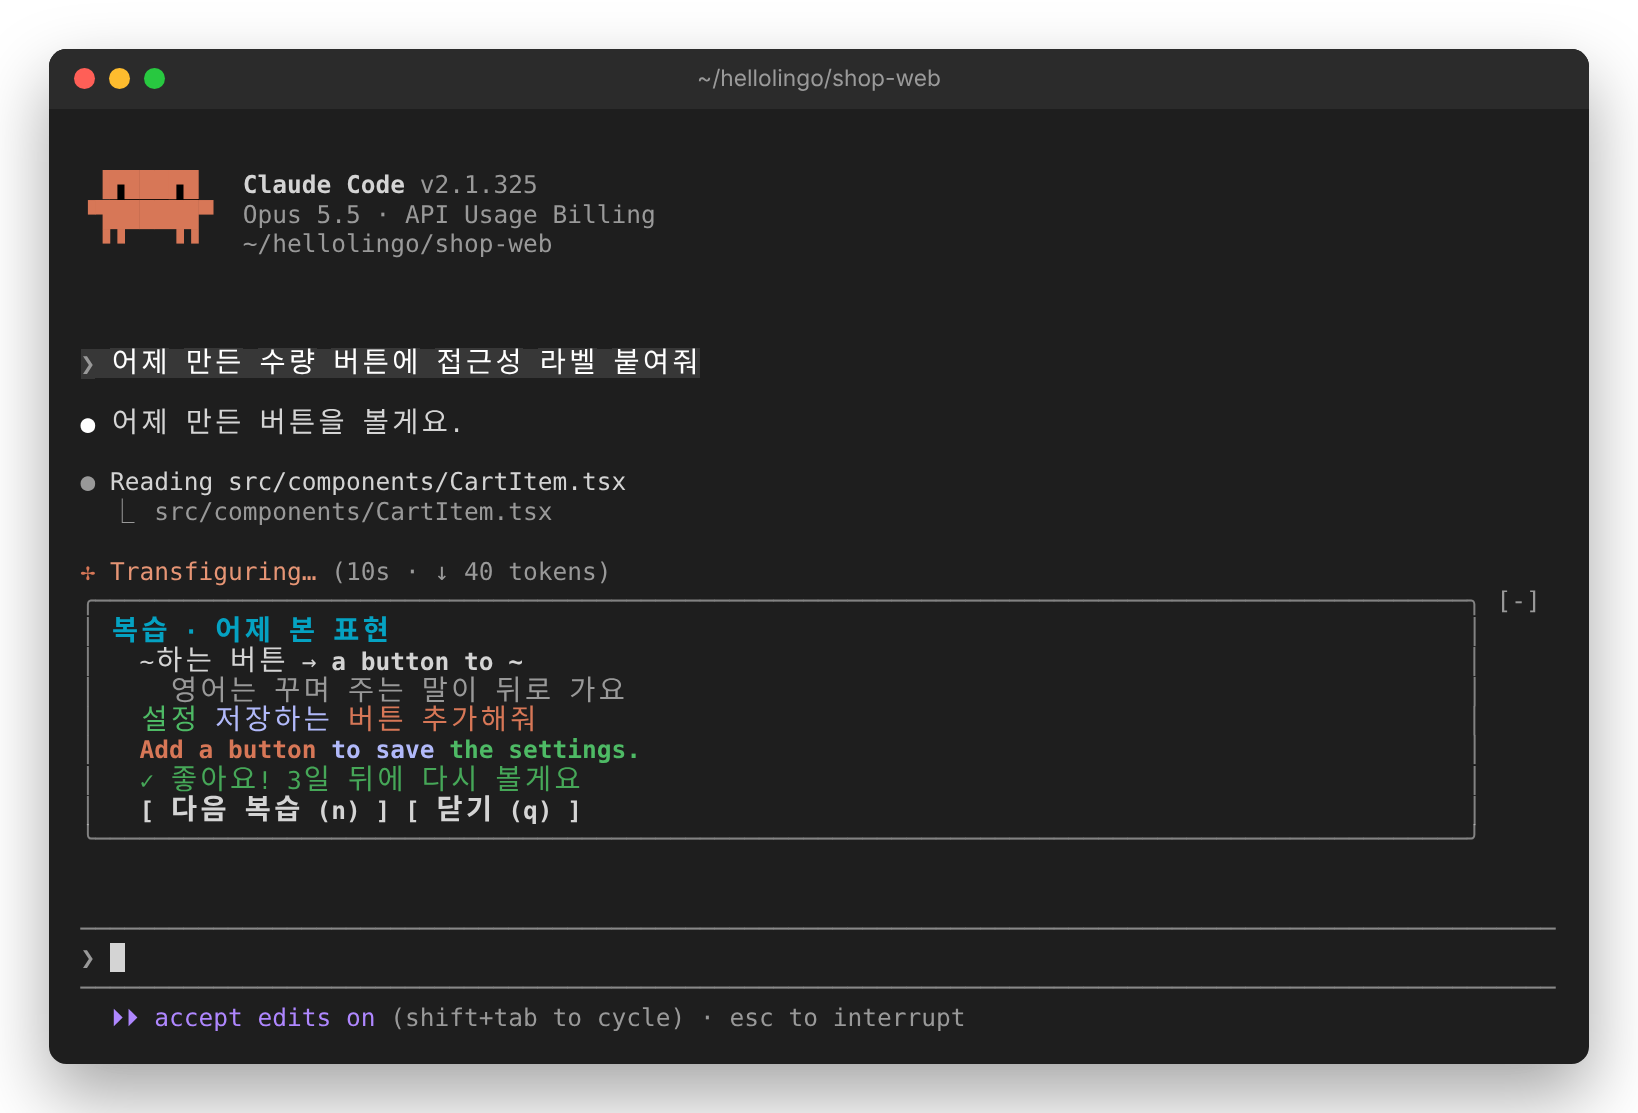 ~/hellolingo/shop-web
Claude Code v2.1.325
Opus 5.5 · API Usage Billing
~/hellolingo/shop-web
❯ 어제 만든 수량 버튼에 접근성 라벨 붙여줘
● 어제 만든 버튼을 볼게요.
● Reading src/components/CartItem.tsx
⎿ src/components/CartItem.tsx
✢ Transfiguring… (10s · ↓ 40 tokens)
[-]
복습 · 어제 본 표현
~하는 버튼 → a button to ~
영어는 꾸며 주는 말이 뒤로 가요
설정 저장하는 버튼 추가해줘
Add a button to save the settings.
✓ 좋아요! 3일 뒤에 다시 볼게요
[ 다음 복습 (n) ] [ 닫기 (q) ]
❯
⏵⏵ accept edits on (shift+tab to cycle) · esc to interrupt